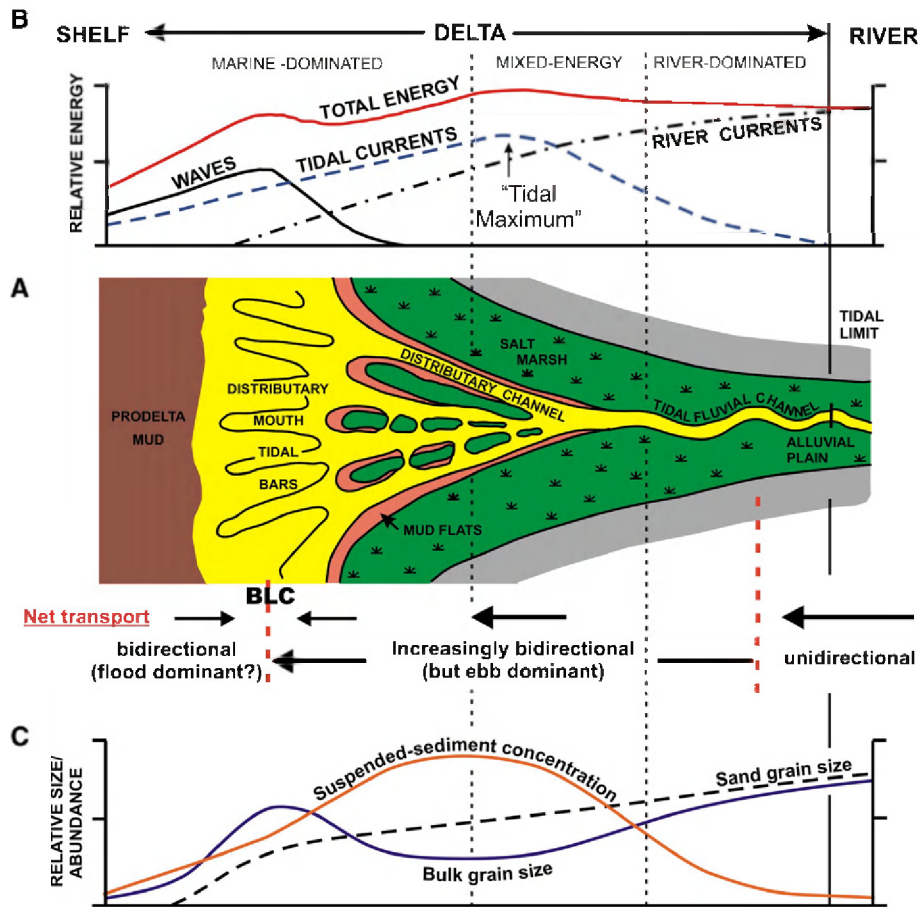 B
SHELF
DELTA
RIVER
MARINE -DOMINATED
MIXED-ENERGY
RIVER-DOMINATED
RELATIVE ENERGY
TOTAL ENERGY
WAVES
TIDAL CURRENTS
RIVER CURRENTS
“Tidal
Maximum”
A
TIDAL
LIMIT
PRODELTA
MUD
DISTRIBUTARY
MOUTH
TIDAL
BARS
DISTRIBUTARY CHANNEL
SALT
MARSH
TIDAL FLUVIAL CHANNEL
ALLUVIAL
PLAIN
MUD FLATS
BLC
Net transport
bidirectional
(flood dominant?)
Increasingly bidirectional
(but ebb dominant)
unidirectional
C
RELATIVE SIZE/
ABUNDANCE
Suspended-sediment concentration
Sand grain size
Bulk grain size